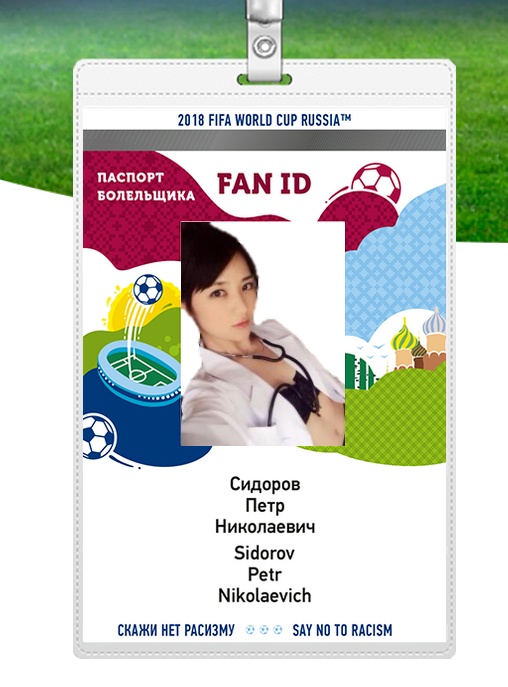 2018 FIFA WORLD CUP RUSSIA™
ПАСПОРТ
БОЛЕЛЬЩИКА
FAN ID
Сидоров
Петр
Николаевич
Sidorov
Petr
Nikolaevich
СКАЖИ НЕТ РАСИЗМУ SAY NO TO RACISM